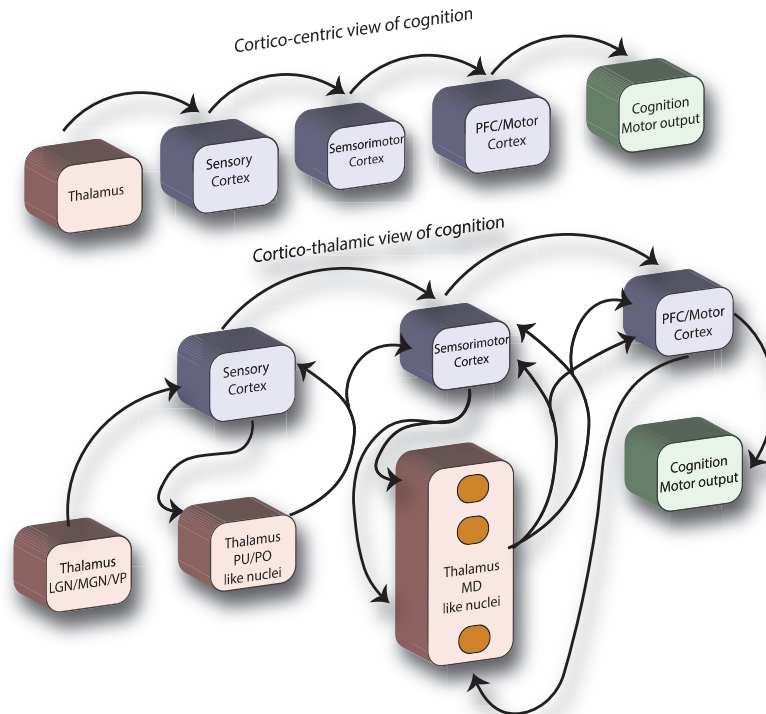 Cortico-centric view of cognition
Thalamus
Sensory
Cortex
Semsorimotor
Cortex
PFC/Motor
Cortex
Cognition
Motor output
Cortico-thalamic view of cognition
Sensory
Cortex
Semsorimotor
Cortex
PFC/Motor
Cortex
Thalamus
LGN/MGN/VP
Thalamus
PU/PO
like nuclei
Thalamus
MD
like nuclei
Cognition
Motor output